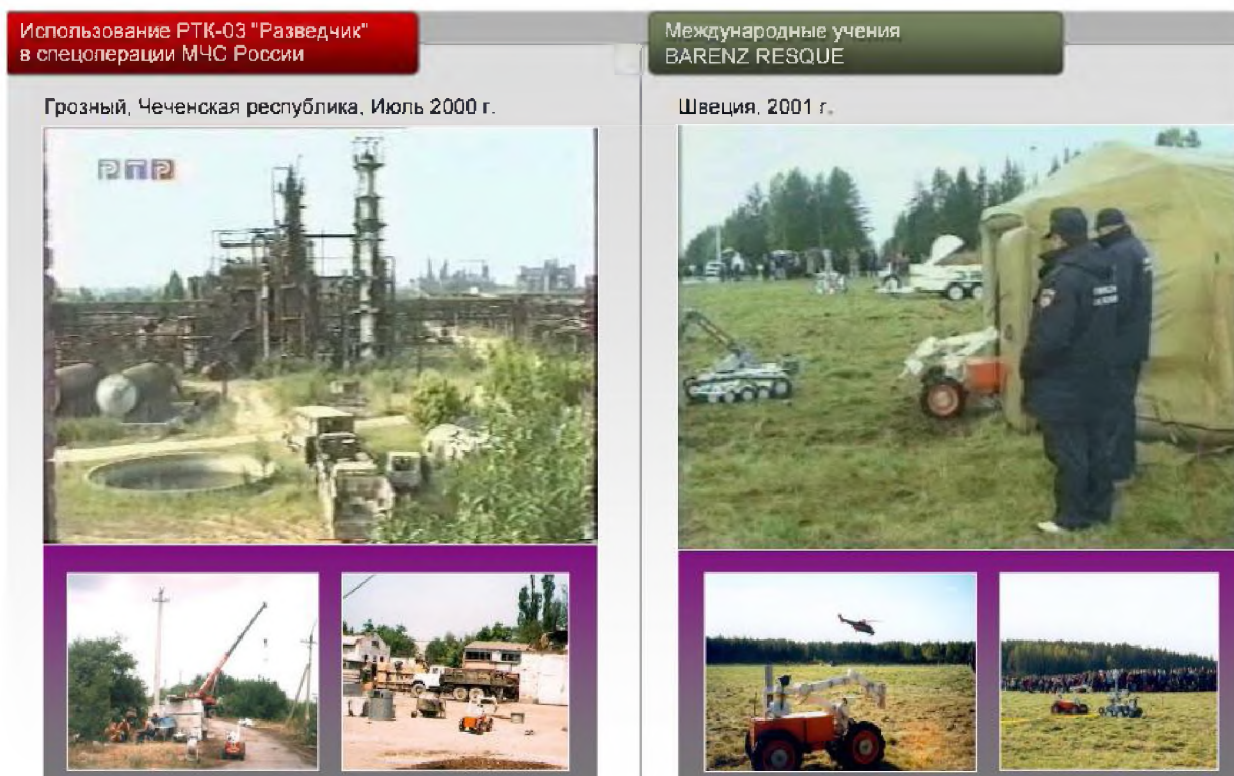 Использование РТК-03 "Разведчик"
в спецоперации МЧС России
Грозный, Чеченская республика, Июль 2000 г.
РТР
Международные учения
BARENZ RESQUE
Швеция, 2001 г.